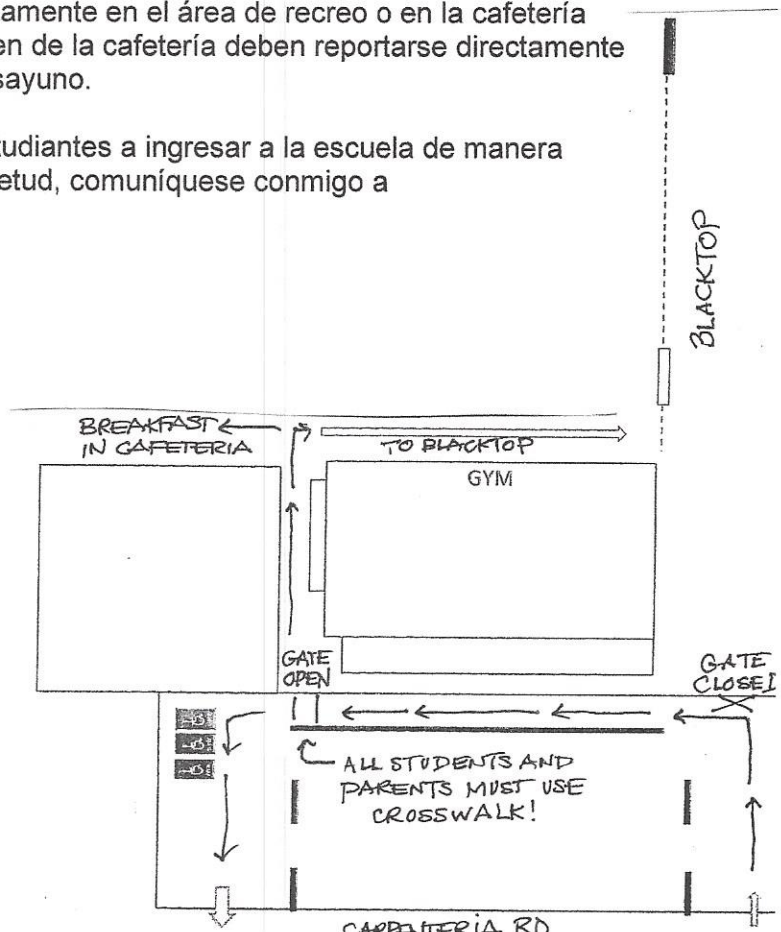 amente en el área de recreo o en la cafetería
en de la cafetería deben reportarse directamente
sayuno.
tudiantes a ingresar a la escuela de manera
etud, comuníquese conmigo a
BLACKTOP
BREAKFAST
IN CAFETERIA
TO BLACKTOP
GYM
GATE
OPEN
GATE
CLOSE
ALL STUDENTS AND
PARENTS MUST USE
CROSSWALK!
CARPENTERIA RD